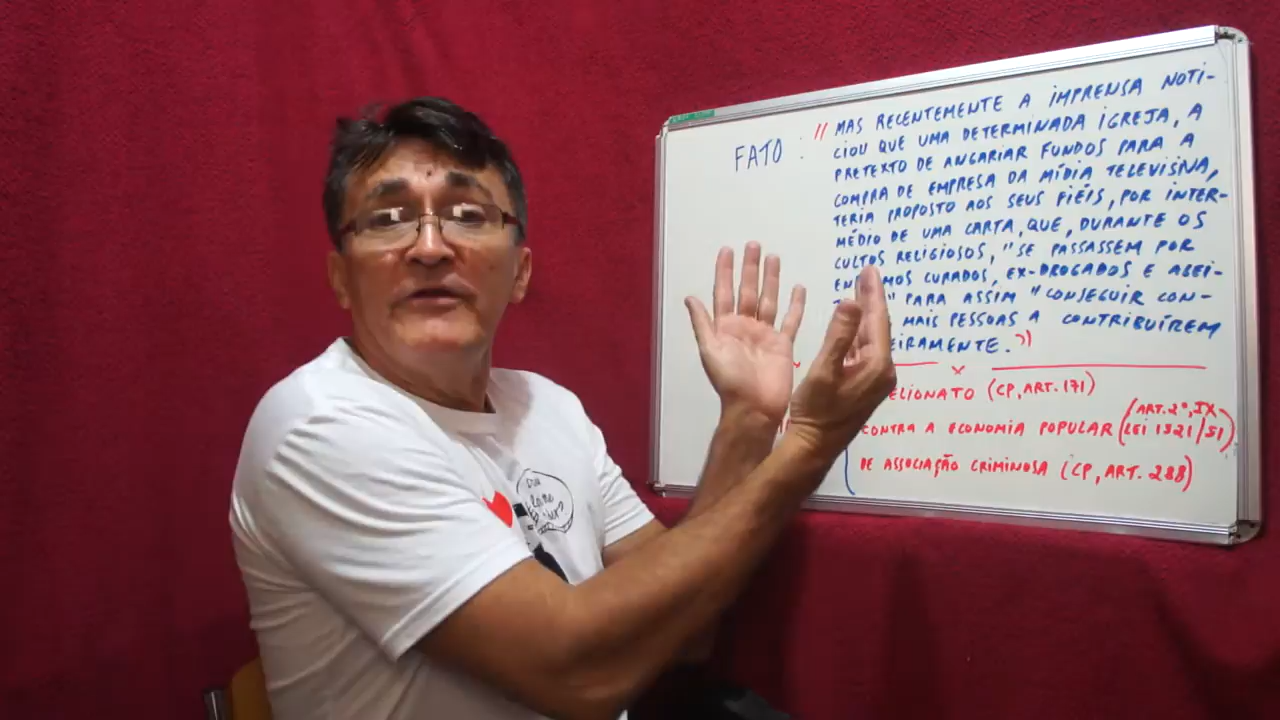 FATO : "MAS RECENTEMENTE A IMPRENSA NOTI-
CIOU QUE UMA DETERMINADA IGREJA, A
PRETEXTO DE ANGARIAR FUNDOS PARA A
COMPRA DE EMPRESA DA MÍDIA TELEVISIVA,
TERIA PROPOSTO AOS SEUS FIÉIS, POR INTER-
MÉDIO DE UMA CARTA, QUE, DURANTE OS
CULTOS RELIGIOSOS, "SE PASSASSEM POR
MOS CURADOS, EX-DROGADOS E ALEI-
" PARA ASSIM "CONSEGUIR CON-
MAIS PESSOAS A CONTRIBUÍREM
EIRAMENTE."
x
ELIONATO (CP, ART. 171)
CONTRA A ECONOMIA POPULAR (ART. 2º, IX
LEI 1521/51)
DE ASSOCIAÇÃO CRIMINOSA (CP, ART. 288)